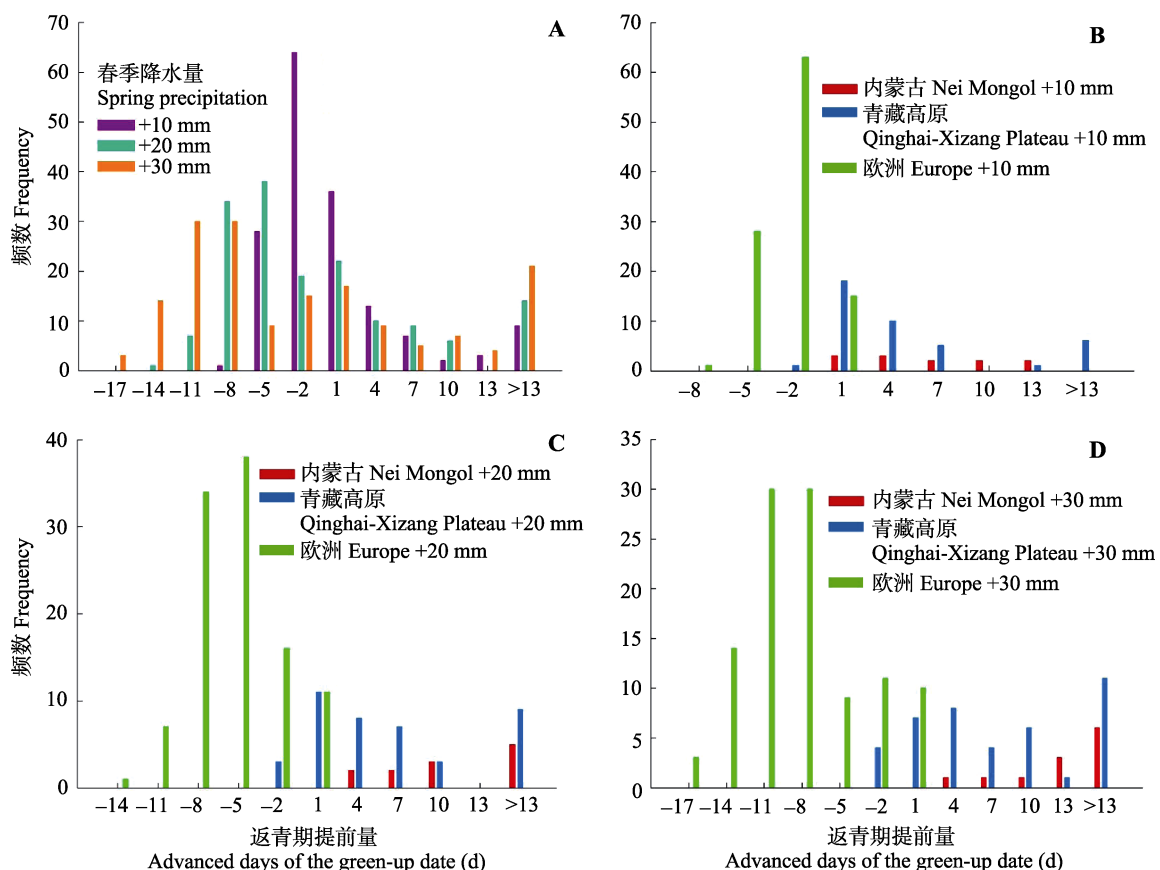 A
70
60
50
40
30
20
10
0
频数 Frequency
春季降水量
Spring precipitation
+10 mm
+20 mm
+30 mm
–17 –14 –11 –8 –5 –2 1 4 7 10 13 >13
B
70
60
50
40
30
20
10
0
内蒙古 Nei Mongol +10 mm
青藏高原
Qinghai-Xizang Plateau +10 mm
欧洲 Europe +10 mm
–8 –5 –2 1 4 7 10 13 >13
C
40
30
20
10
0
频数 Frequency
内蒙古 Nei Mongol +20 mm
青藏高原
Qinghai-Xizang Plateau +20 mm
欧洲 Europe +20 mm
–14 –11 –8 –5 –2 1 4 7 10 13 >13
返青期提前量
Advanced days of the green-up date (d)
D
35
30
25
20
15
10
5
0
内蒙古 Nei Mongol +30 mm
青藏高原
Qinghai-Xizang Plateau +30 mm
欧洲 Europe +30 mm
–17 –14 –11 –8 –5 –2 1 4 7 10 13 >13
返青期提前量
Advanced days of the green-up date (d)